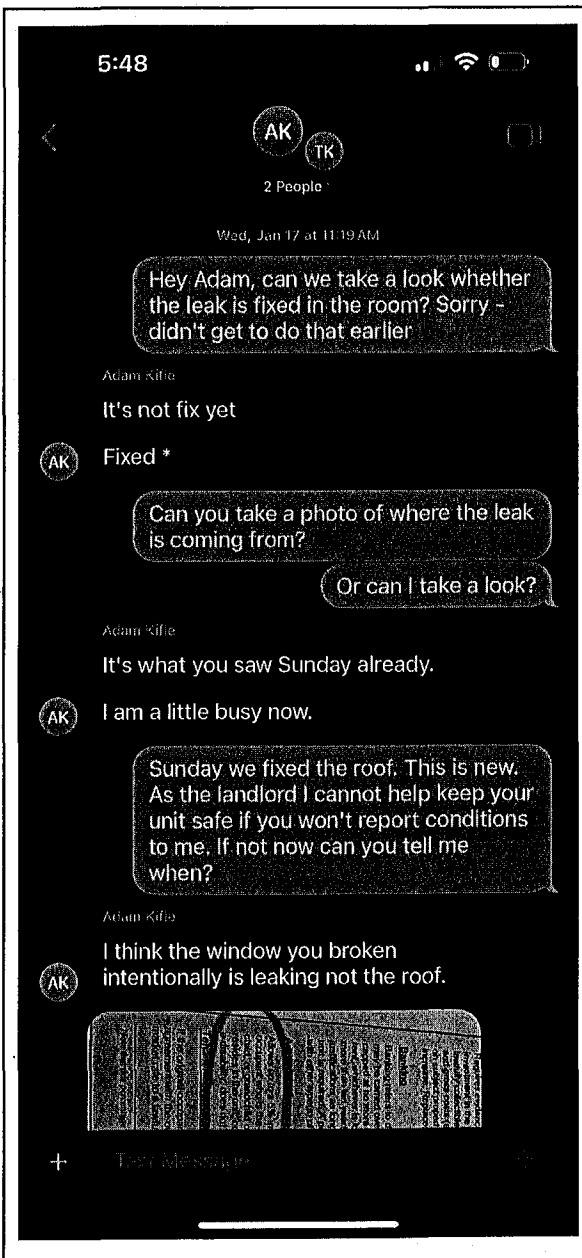 5:48
AK
TK
2 People
Wed, Jan 17 at 11:19 AM
Hey Adam, can we take a look whether
the leak is fixed in the room? Sorry -
didn't get to do that earlier
Adam Kifle
It's not fix yet
AK
Fixed *
Can you take a photo of where the leak
is coming from?
Or can I take a look?
Adam Kifle
It's what you saw Sunday already.
AK
I am a little busy now.
Sunday we fixed the roof. This is new.
As the landlord I cannot help keep your
unit safe if you won't report conditions
to me. If not now can you tell me
when?
Adam Kifle
I think the window you broken
AK
intentionally is leaking not the roof.
+
Text Message